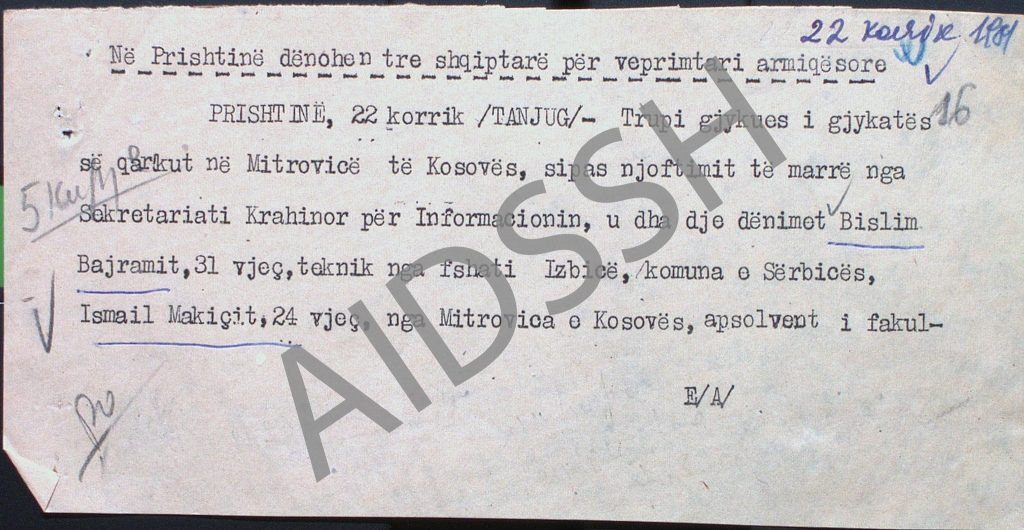 22 korrik 1981
Në Prishtinë dënohen tre shqiptarë për veprimtari armiqësore
16
PRISHTINË, 22 korrik /TANJUG/- Trupi gjykues i gjykatës
së qarkut në Mitrovicë të Kosovës, sipas njoftimit të marrë nga
Sekretariati Krahinor për Informacionin, u dha dje dënimet Bislim
Bajramit,31 vjeç,teknik nga fshati Izbicë,/komuna e Sërbicës,
Ismail Makiçit,24 vjeç, nga Mitrovica e Kosovës,apsolvent i fakul-
E/A/
AIDSSH